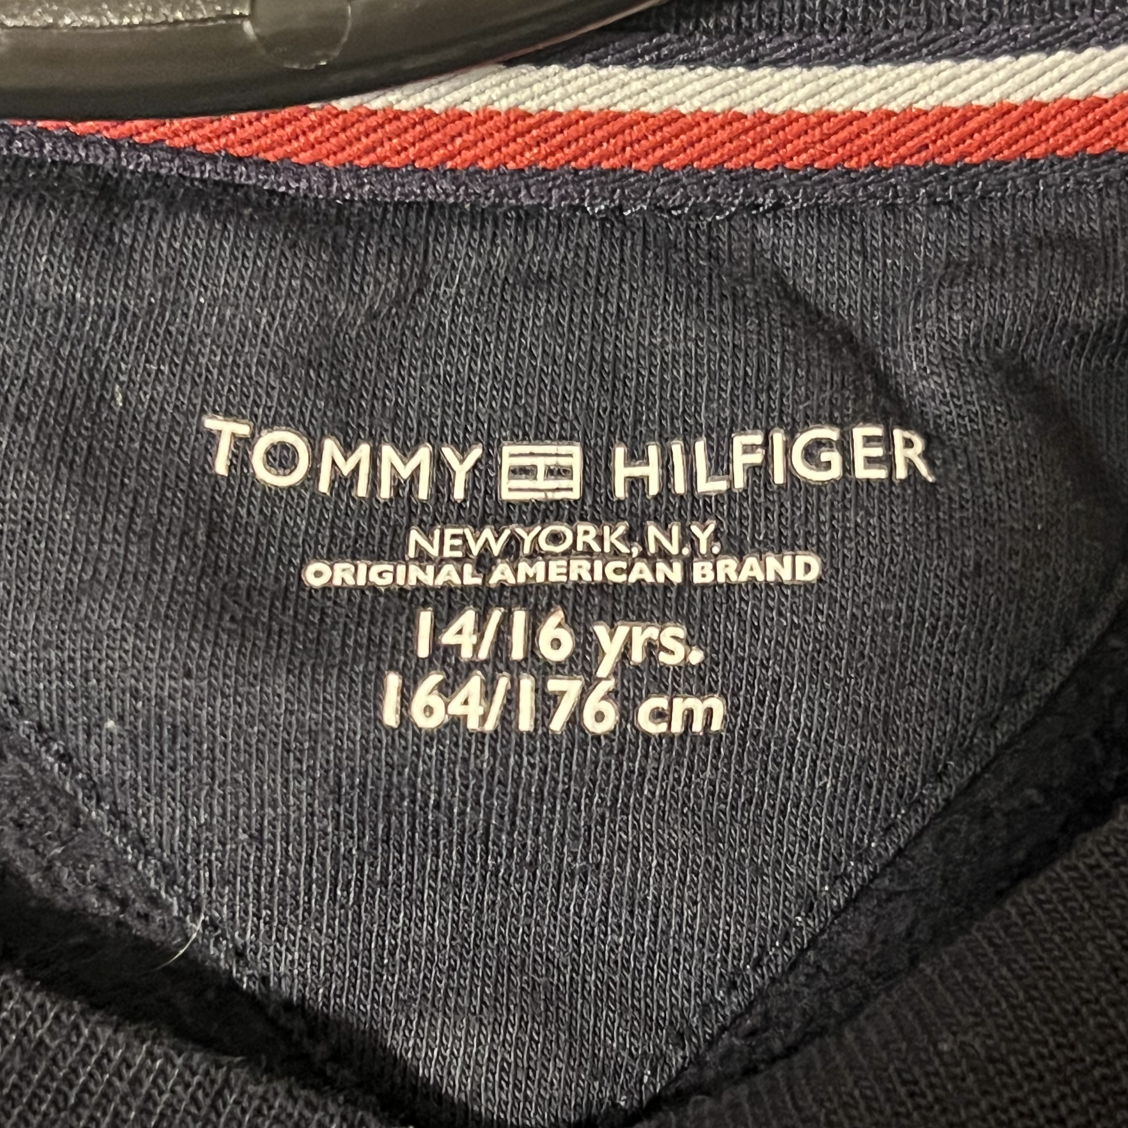 TOMMY HILFIGER
NEW YORK, N.Y.
ORIGINAL AMERICAN BRAND
14/16 yrs.
164/176 cm